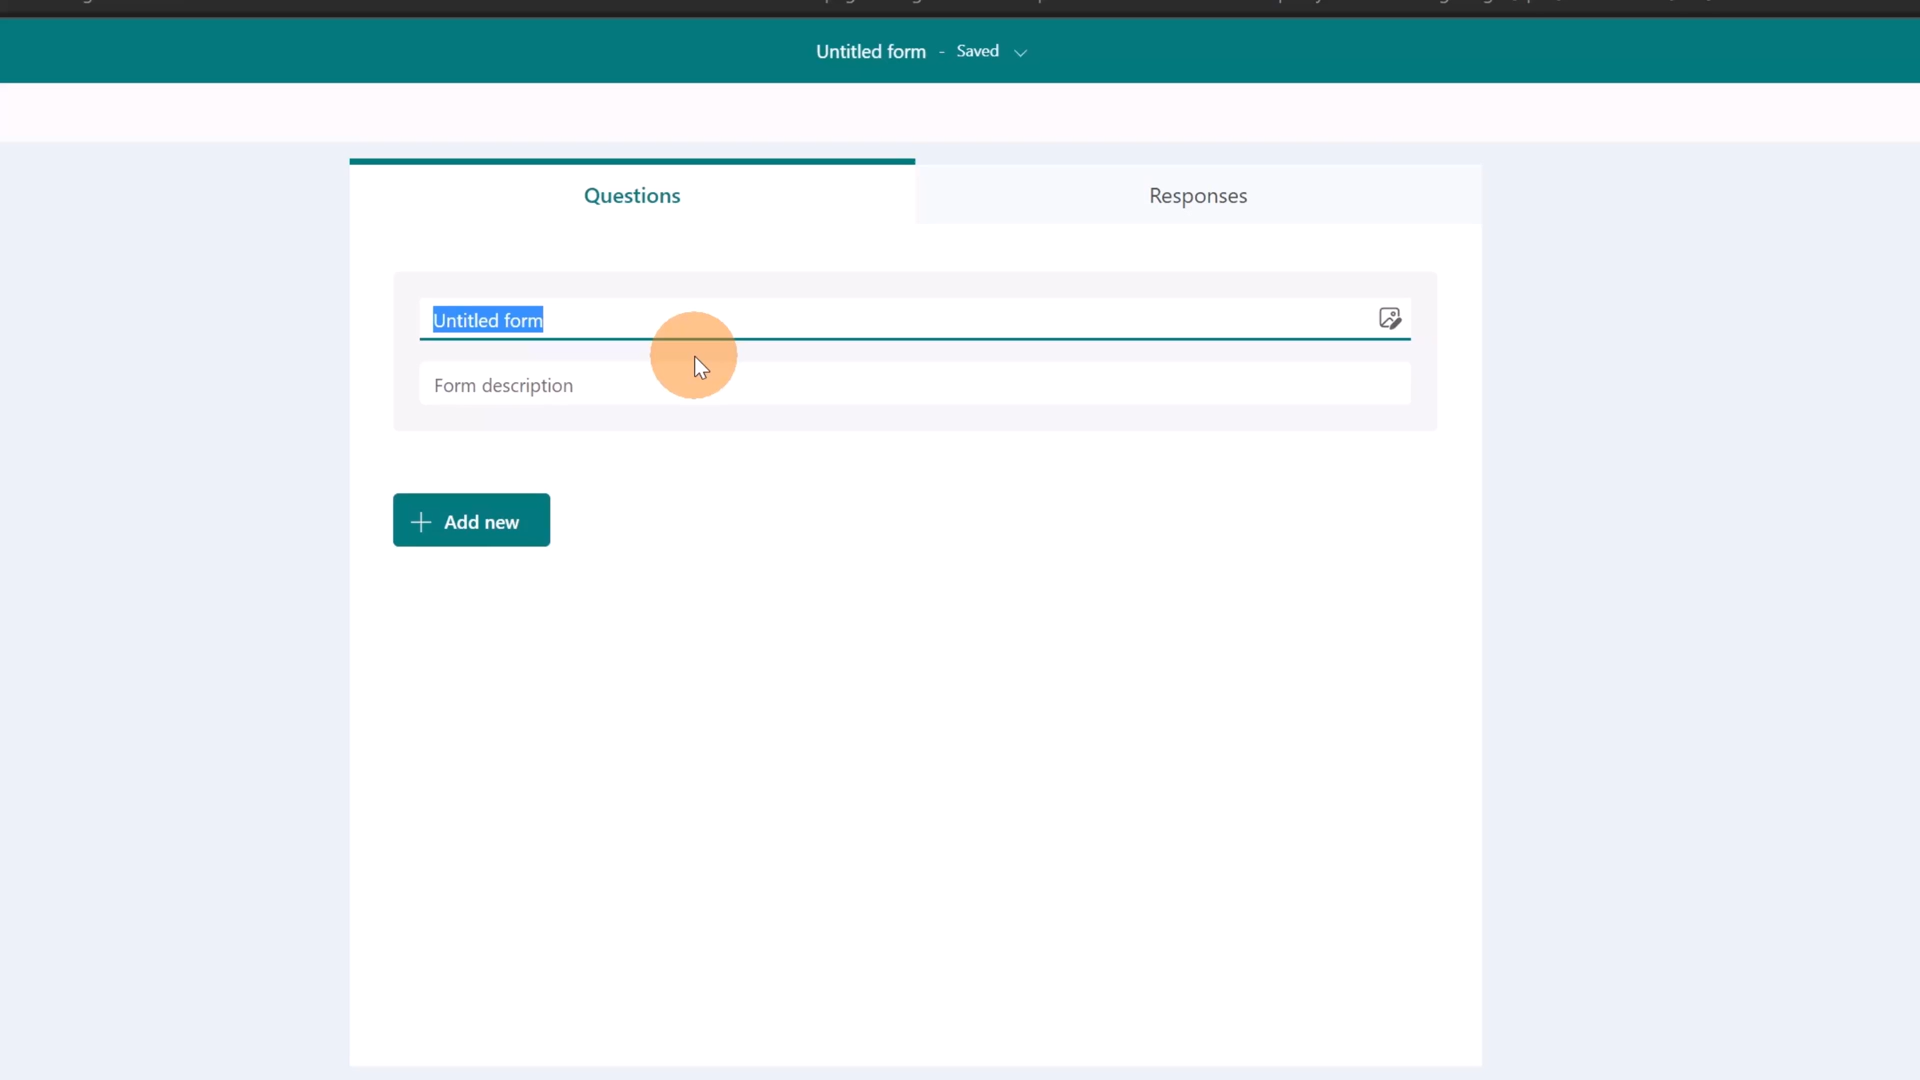 Untitled form - Saved
Questions
Responses
Untitled form
Form description
+ Add new